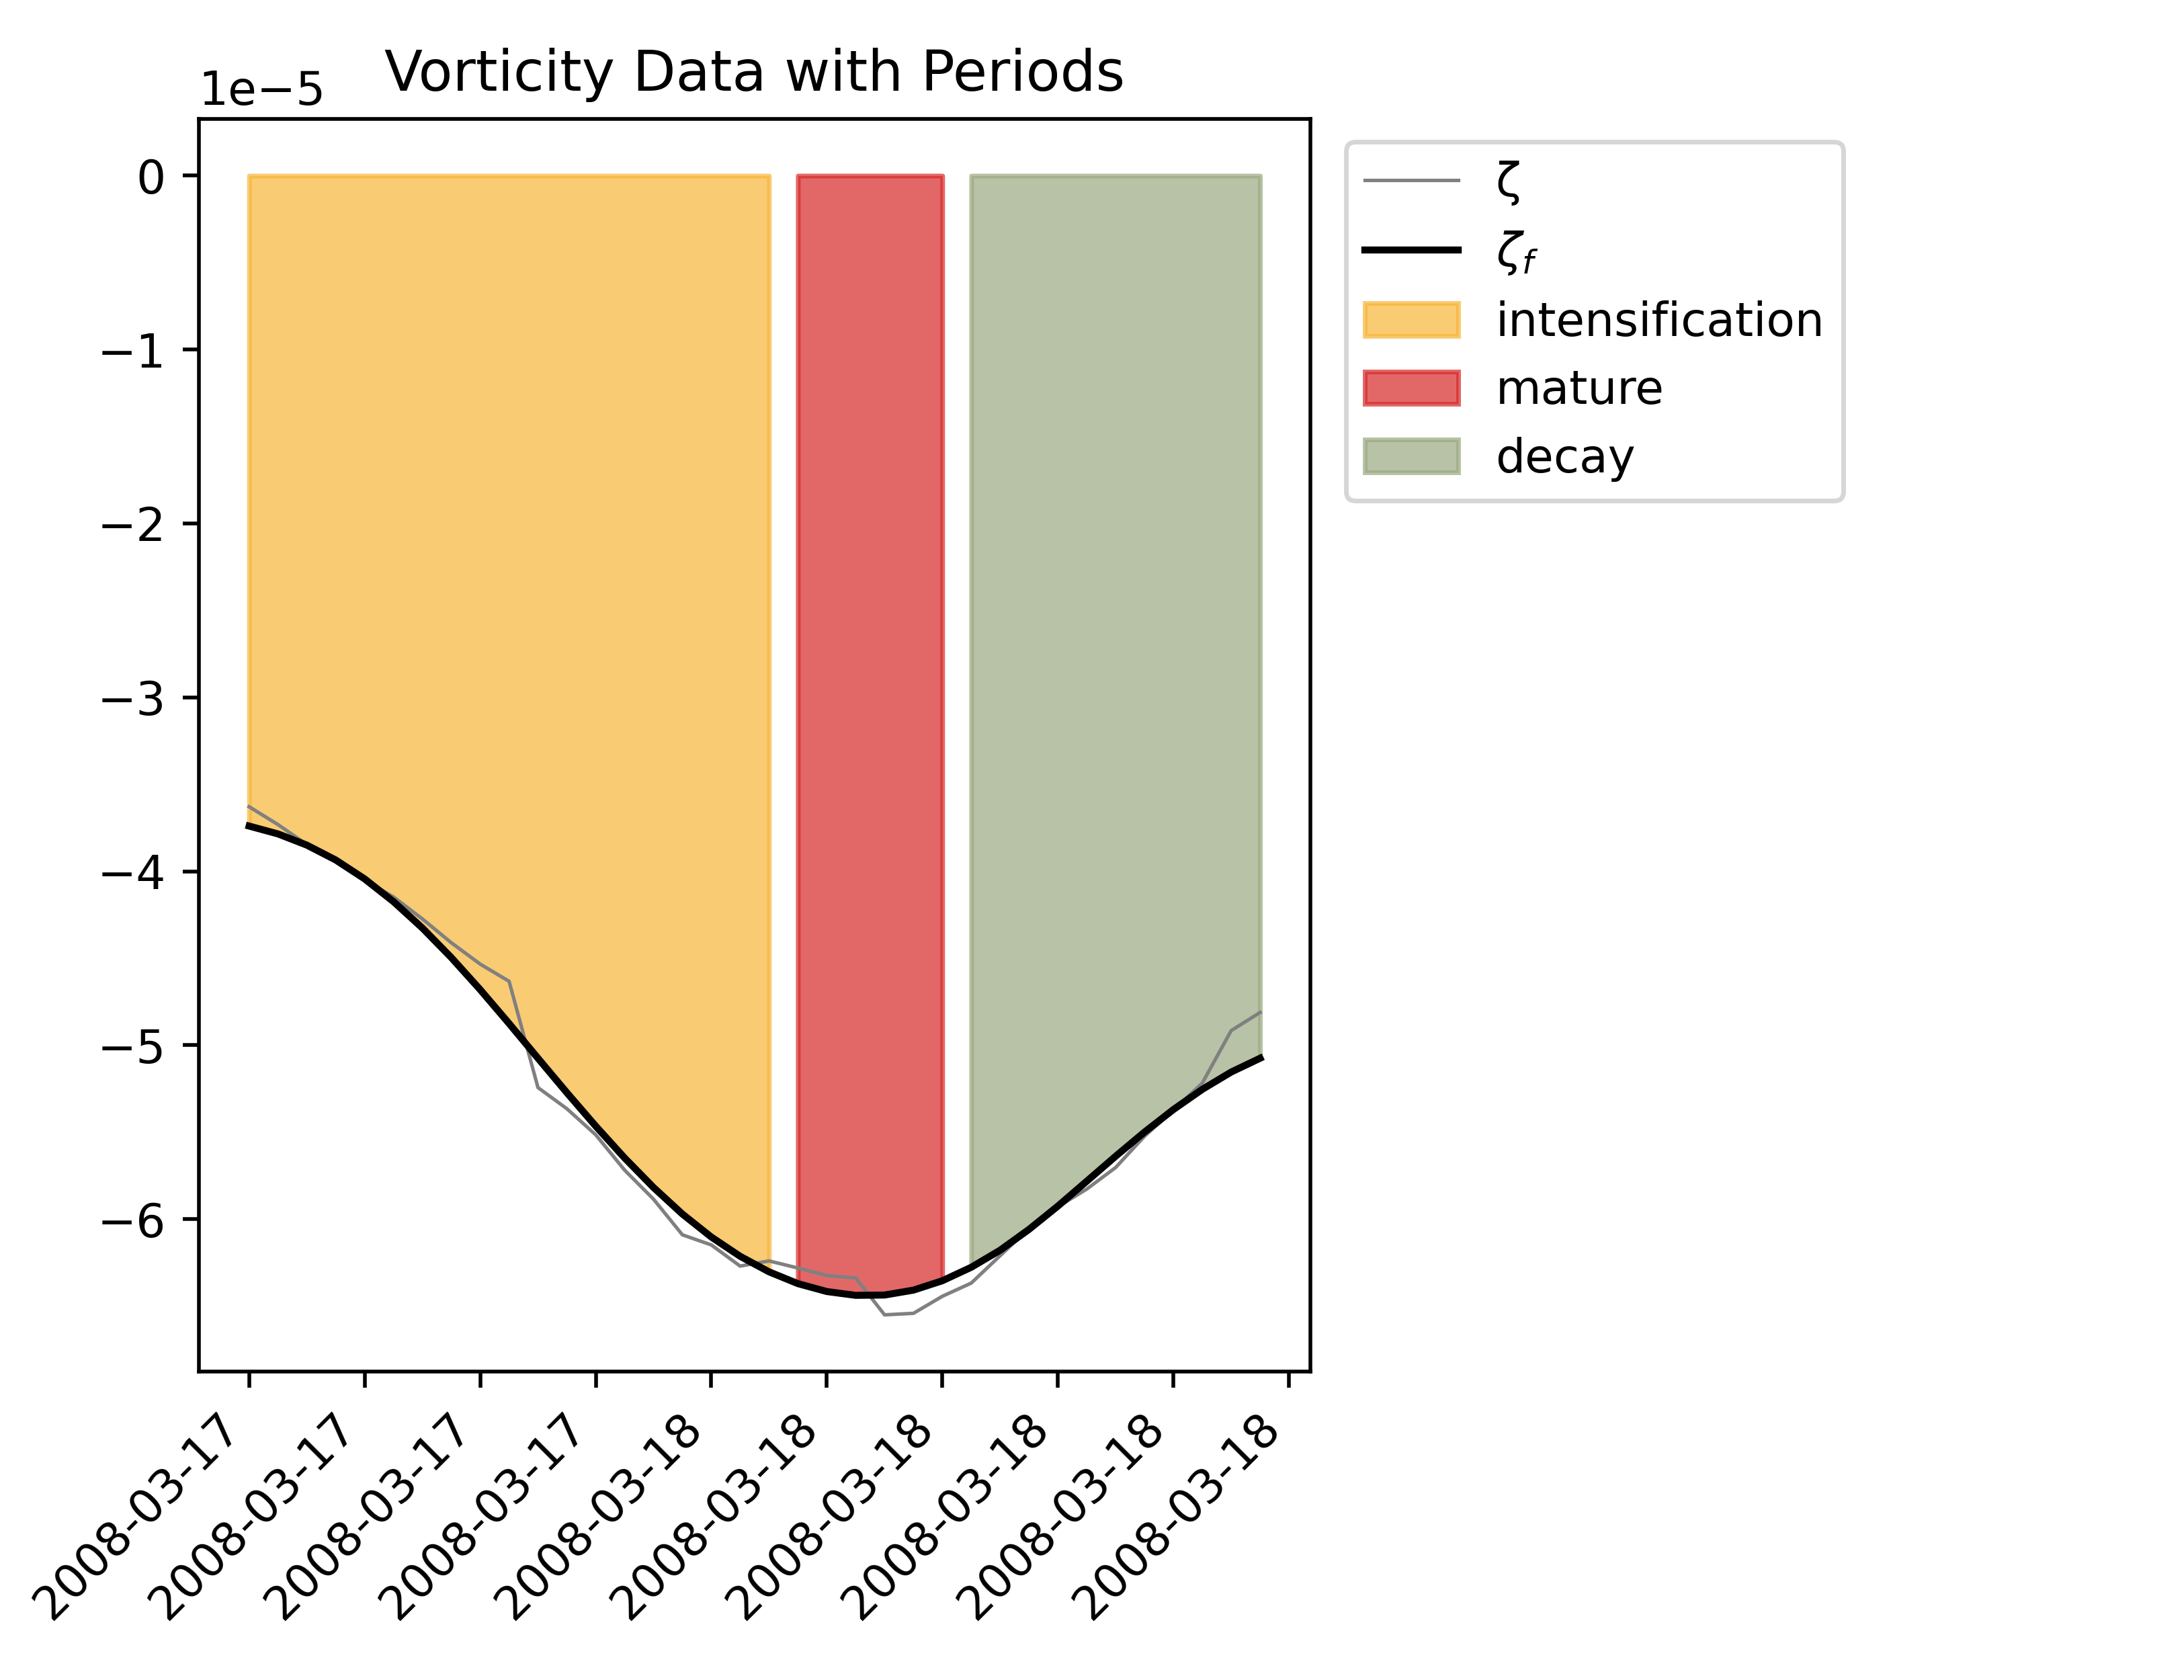 Vorticity Data with Periods
1e−5
0
−1
−2
−3
−4
−5
−6
2008-03-17
2008-03-17
2008-03-17
2008-03-17
2008-03-18
2008-03-18
2008-03-18
2008-03-18
2008-03-18
2008-03-18
ζ
ζf
intensification
mature
decay